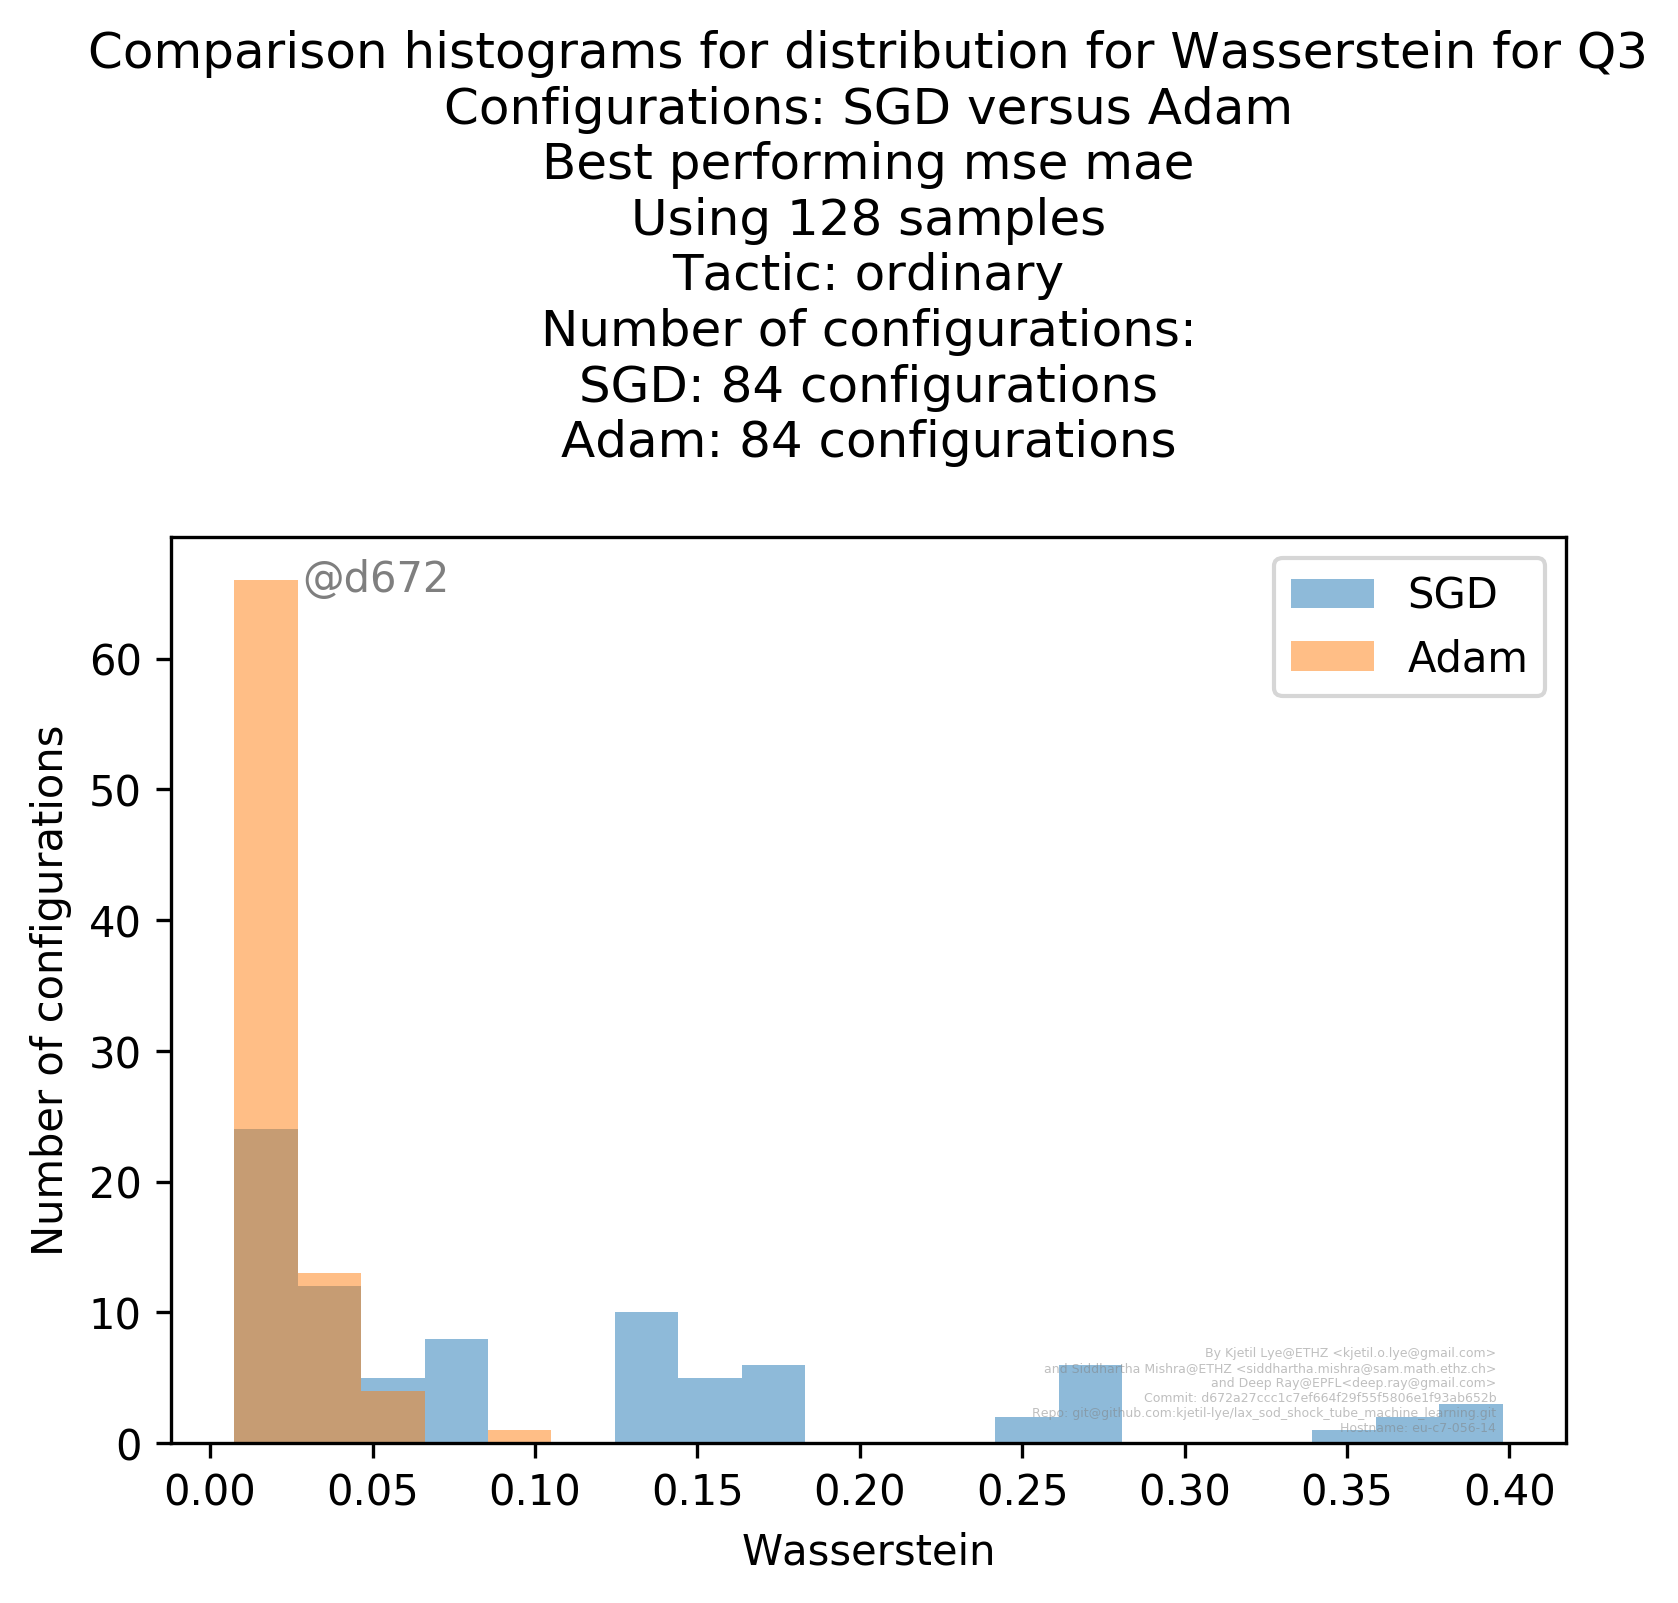 Comparison histograms for distribution for Wasserstein for Q3
Configurations: SGD versus Adam
Best performing mse mae
Using 128 samples
Tactic: ordinary
Number of configurations:
SGD: 84 configurations
Adam: 84 configurations
@d672
SGD
Adam
Number of configurations
60
50
40
30
20
10
0
By Kjetil Lye@ETHZ <kjetil.o.lye@gmail.com>
and Siddhartha Mishra@ETHZ <siddhartha.mishra@sam.math.ethz.ch>
and Deep Ray@EPFL<deep.ray@gmail.com>
Commit: d672a27ccc1c7ef664f29f55f5806e1f93ab652b
Repo: git@github.com:kjetil-lye/lax_sod_shock_tube_machine_learning.git
Hostname: eu-c7-056-14
0.00 0.05 0.10 0.15 0.20 0.25 0.30 0.35 0.40
Wasserstein